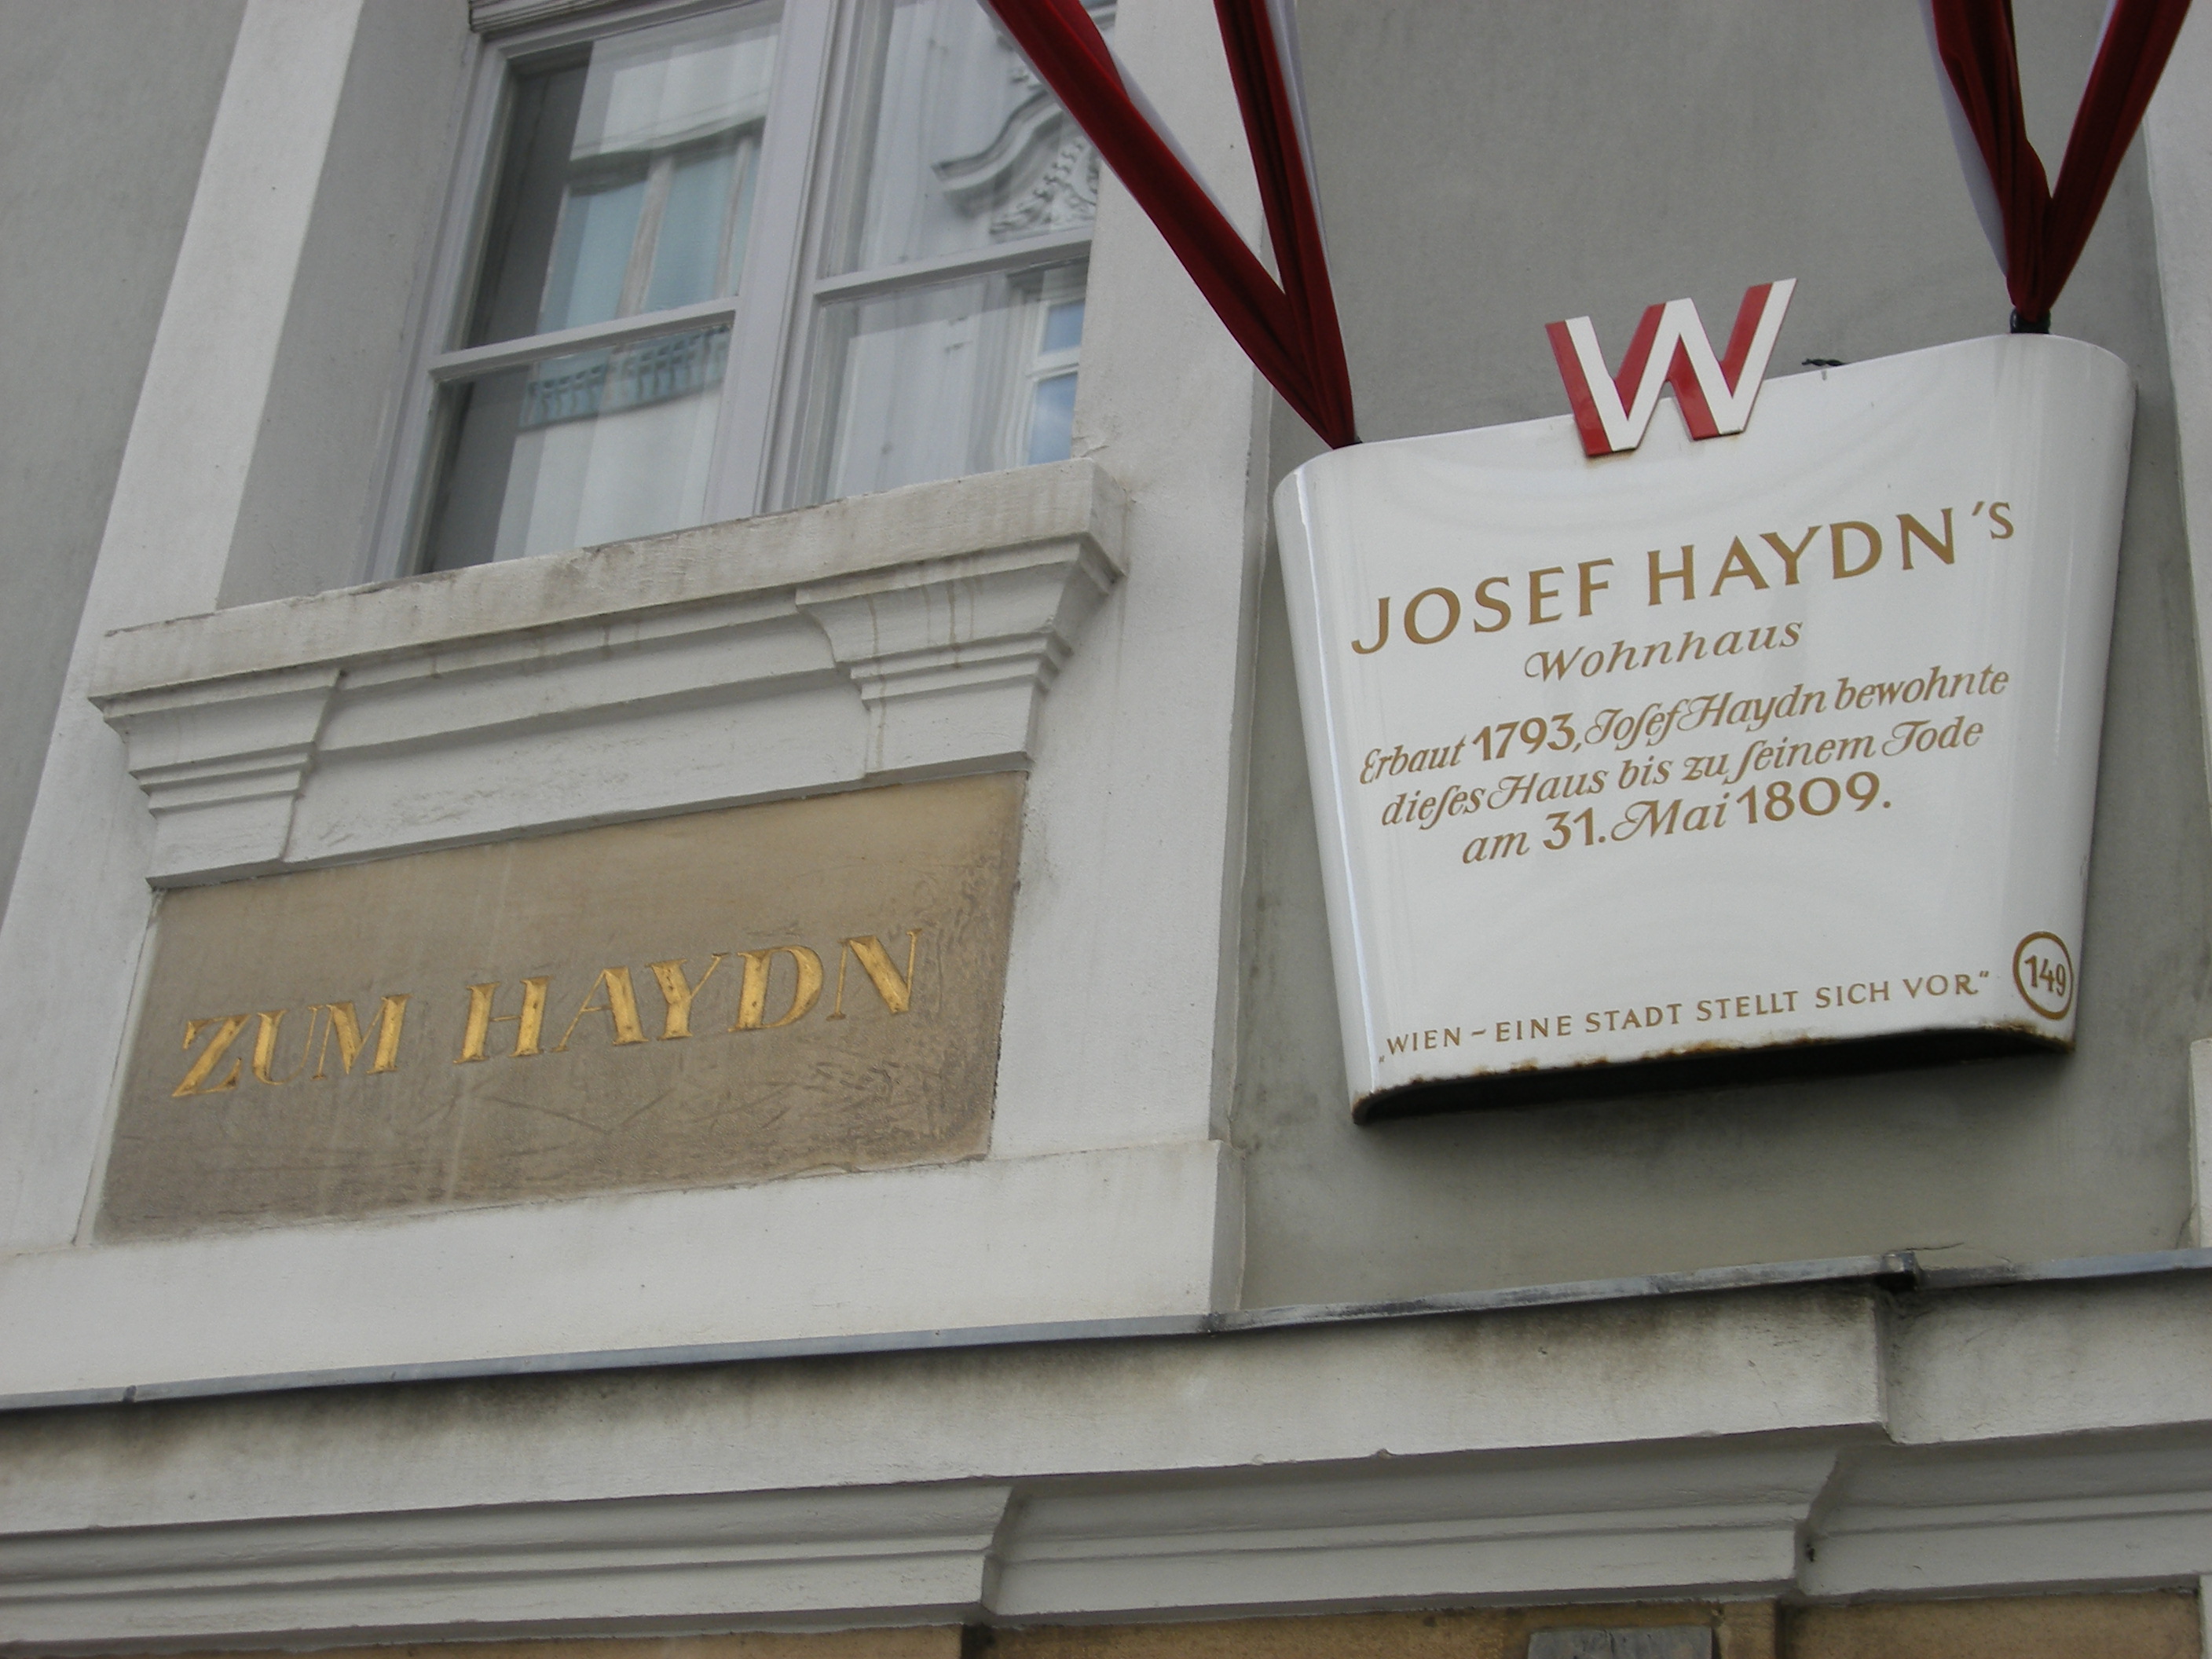 ZUM HAYDN
W
JOSEF HAYDN'S
Wohnhaus
Erbaut 1793, Joſef Haydn bewohnte
dieſes Haus bis zu ſeinem Tode
am 31. Mai 1809.
„WIEN – EINE STADT STELLT SICH VOR.“
149